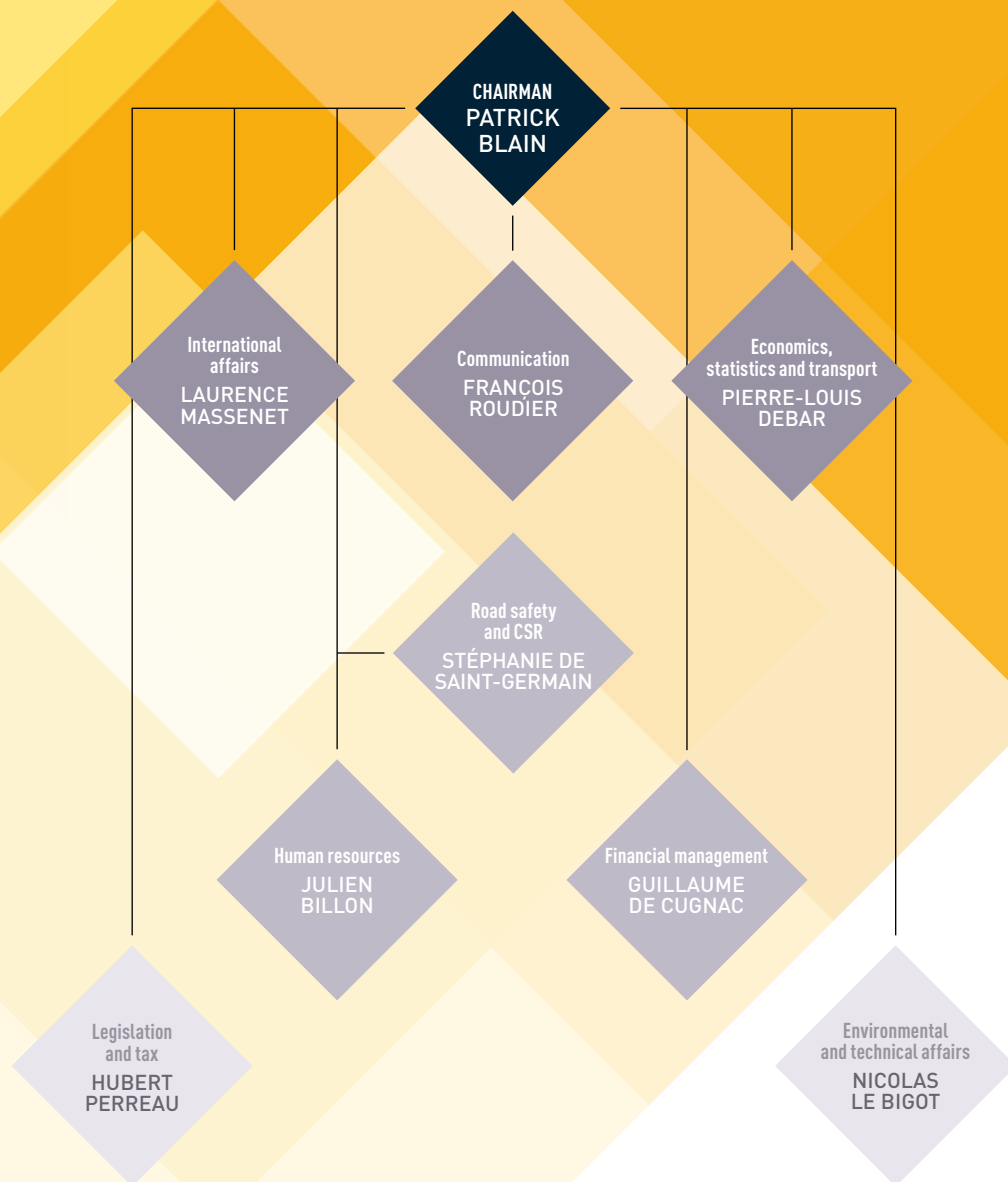 CHAIRMAN
PATRICK
BLAIN
International
affairs
LAURENCE
MASSENET
Communication
FRANÇOIS
ROUDIER
Economics,
statistics and transport
PIERRE-LOUIS
DEBAR
Road safety
and CSR
STÉPHANIE DE
SAINT-GERMAIN
Human resources
JULIEN
BILLON
Financial management
GUILLAUME
DE CUGNAC
Legislation
and tax
HUBERT
PERREAU
Environmental
and technical affairs
NICOLAS
LE BIGOT